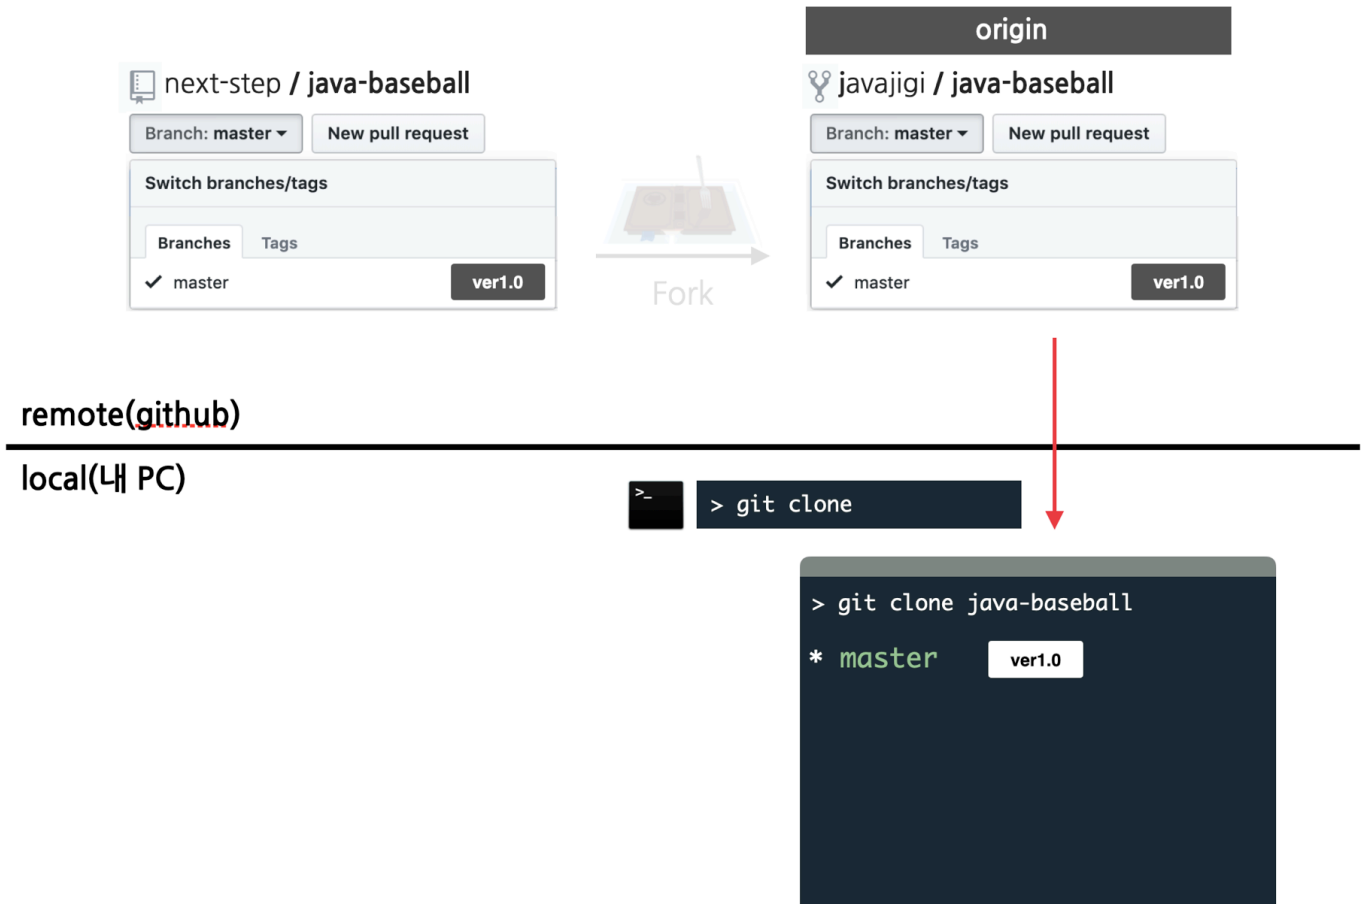 origin
next-step / java-baseball
Branch: master
New pull request
Switch branches/tags
Branches
Tags
master
ver1.0
Fork
javajigi / java-baseball
Branch: master
New pull request
Switch branches/tags
Branches
Tags
master
ver1.0
remote(github)
local(내 PC)
>_
> git clone
> git clone java-baseball
* master
ver1.0